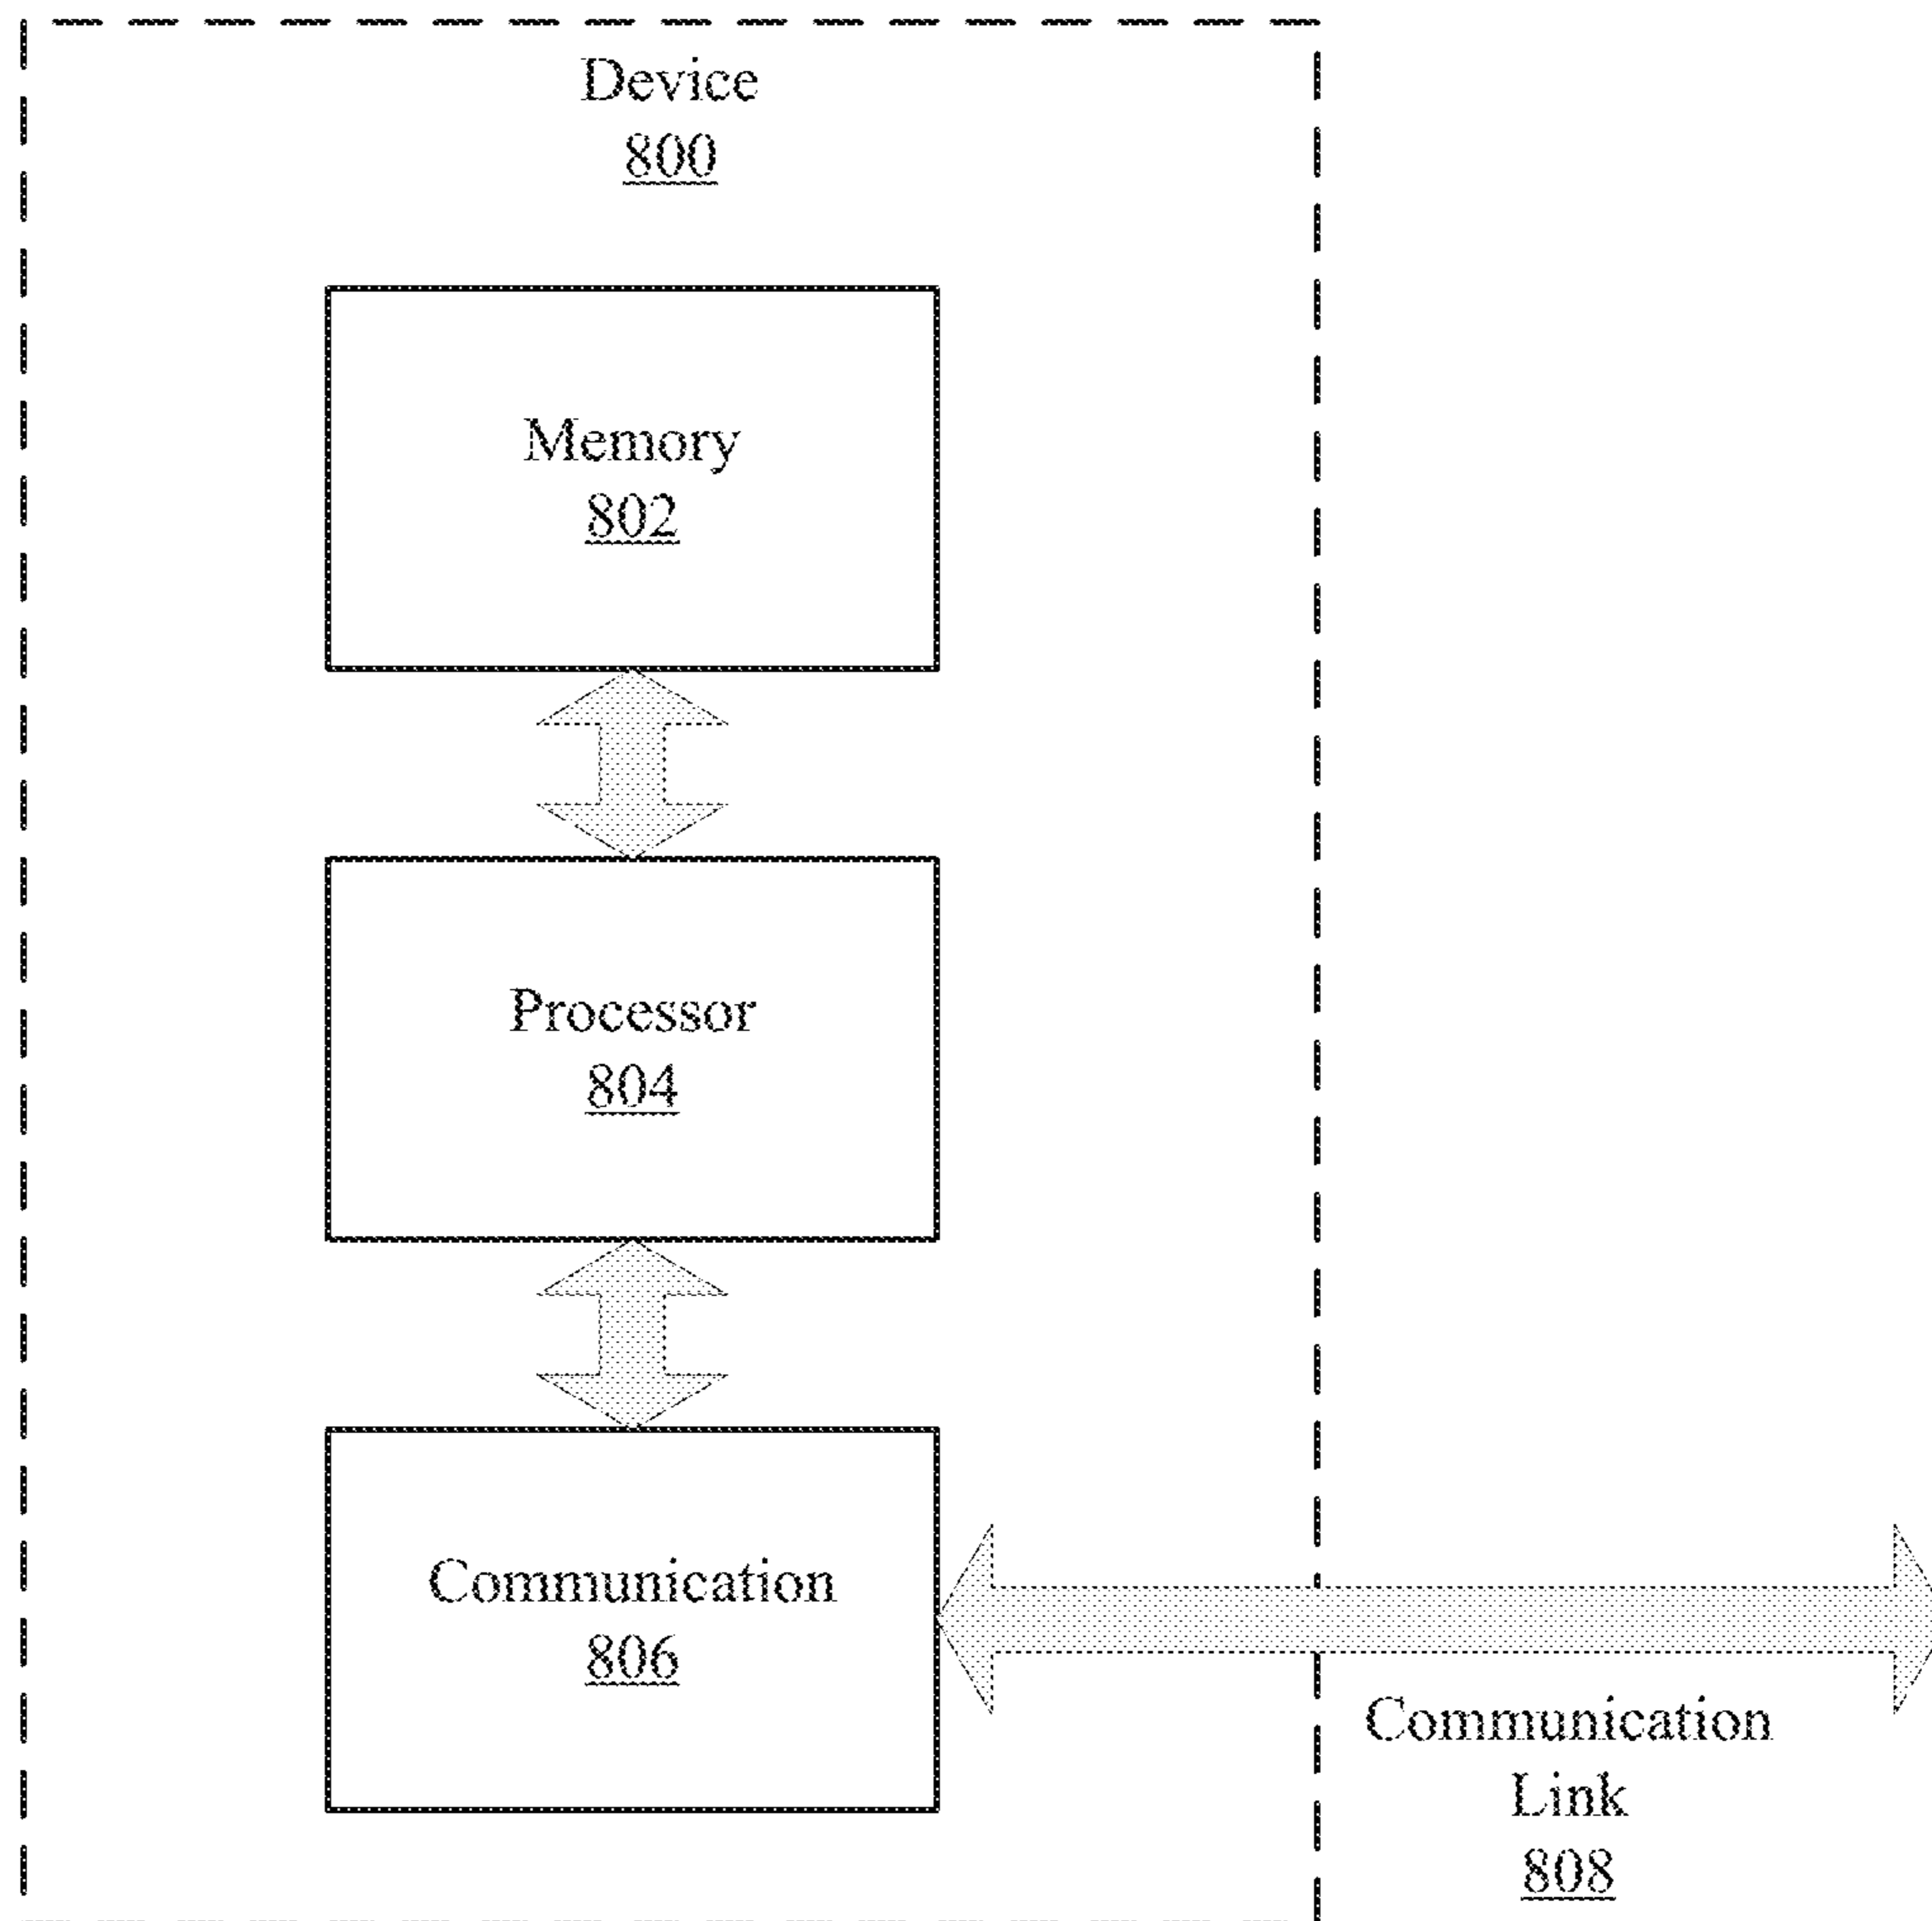 Device
800
Memory
802
Processor
804
Communication
806
Communication
Link
808